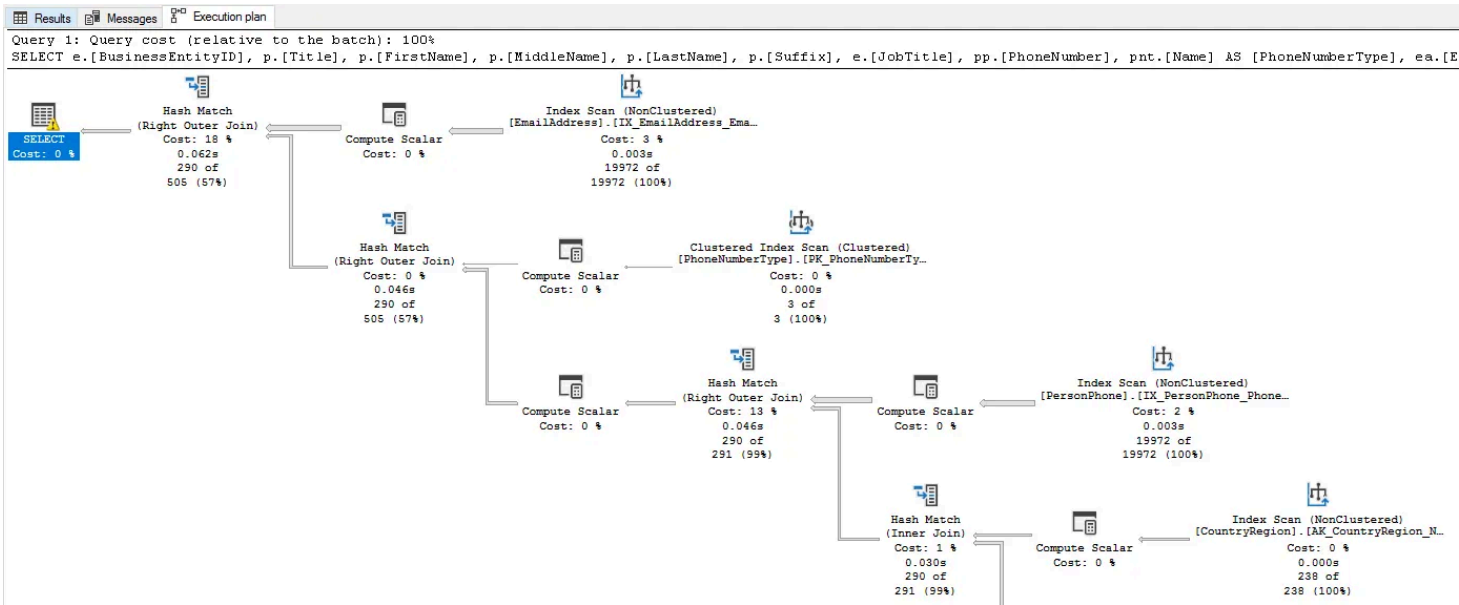 Results Messages Execution plan
Query 1: Query cost (relative to the batch): 100%
SELECT e.[BusinessEntityID], p.[Title], p.[FirstName], p.[MiddleName], p.[LastName], p.[Suffix], e.[JobTitle], pp.[PhoneNumber], pnt.[Name] AS [PhoneNumberType], ea.[E
SELECT
Cost: 0 %
Hash Match
(Right Outer Join)
Cost: 18 %
0.062s
290 of
505 (57%)
Compute Scalar
Cost: 0 %
Index Scan (NonClustered)
[EmailAddress].[IX_EmailAddress_Ema…
Cost: 3 %
0.003s
19972 of
19972 (100%)
Hash Match
(Right Outer Join)
Cost: 0 %
0.046s
290 of
505 (57%)
Compute Scalar
Cost: 0 %
Clustered Index Scan (Clustered)
[PhoneNumberType].[PK_PhoneNumberTy…
Cost: 0 %
0.000s
3 of
3 (100%)
Compute Scalar
Cost: 0 %
Hash Match
(Right Outer Join)
Cost: 13 %
0.046s
290 of
291 (99%)
Compute Scalar
Cost: 0 %
Index Scan (NonClustered)
[PersonPhone].[IX_PersonPhone_Phone…
Cost: 2 %
0.003s
19972 of
19972 (100%)
Hash Match
(Inner Join)
Cost: 1 %
0.030s
290 of
291 (99%)
Compute Scalar
Cost: 0 %
Index Scan (NonClustered)
[CountryRegion].[AK_CountryRegion_N…
Cost: 0 %
0.000s
238 of
238 (100%)